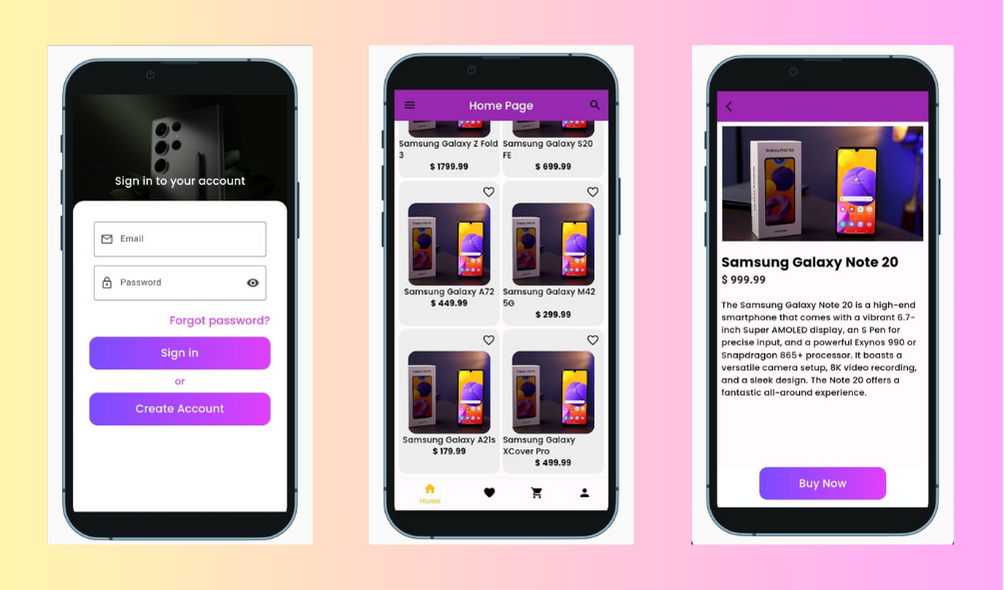 Sign in to your account
Email
Password
Forgot password?
Sign in
or
Create Account
Home Page
Samsung Galaxy Z Fold
3
$ 1799.99
Samsung Galaxy S20
FE
$ 699.99
Samsung Galaxy A72
$ 449.99
Samsung Galaxy M42
5G
$ 299.99
Samsung Galaxy A21s
$ 179.99
Samsung Galaxy
XCover Pro
$ 499.99
Home
Galaxy M42 5G
Samsung Galaxy Note 20
$ 999.99
The Samsung Galaxy Note 20 is a high-end
smartphone that comes with a vibrant 6.7-
inch Super AMOLED display, an S Pen for
precise input, and a powerful Exynos 990 or
Snapdragon 865+ processor. It boasts a
versatile camera setup, 8K video recording,
and a sleek design. The Note 20 offers a
fantastic all-around experience.
Buy Now